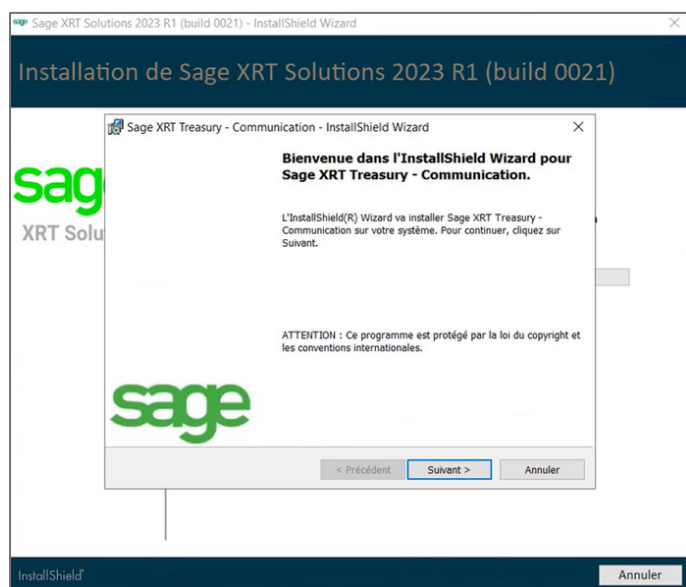 Sage XRT Solutions 2023 R1 (build 0021) - InstallShield Wizard
Installation de Sage XRT Solutions 2023 R1 (build 0021)
Sage XRT Treasury - Communication - InstallShield Wizard
Bienvenue dans l'InstallShield Wizard pour
Sage XRT Treasury - Communication.
sag
XRT Solu
L'InstallShield(R) Wizard va installer Sage XRT Treasury -
Communication sur votre système. Pour continuer, cliquez sur
Suivant.
ATTENTION : Ce programme est protégé par la loi du copyright et
les conventions internationales.
sage
< Précédent
Suivant >
Annuler
InstallShield
Annuler